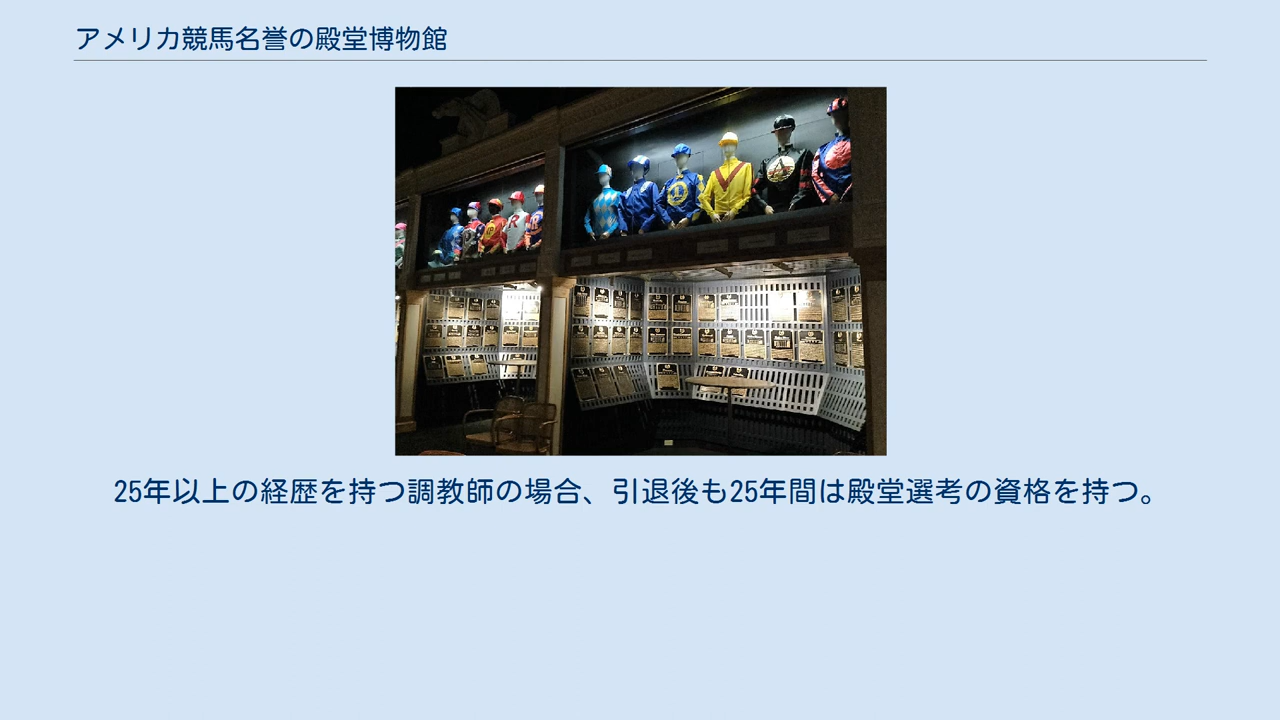 アメリカ競馬名誉の殿堂博物館
25年以上の経歴を持つ調教師の場合、引退後も25年間は殿堂選考の資格を持つ。